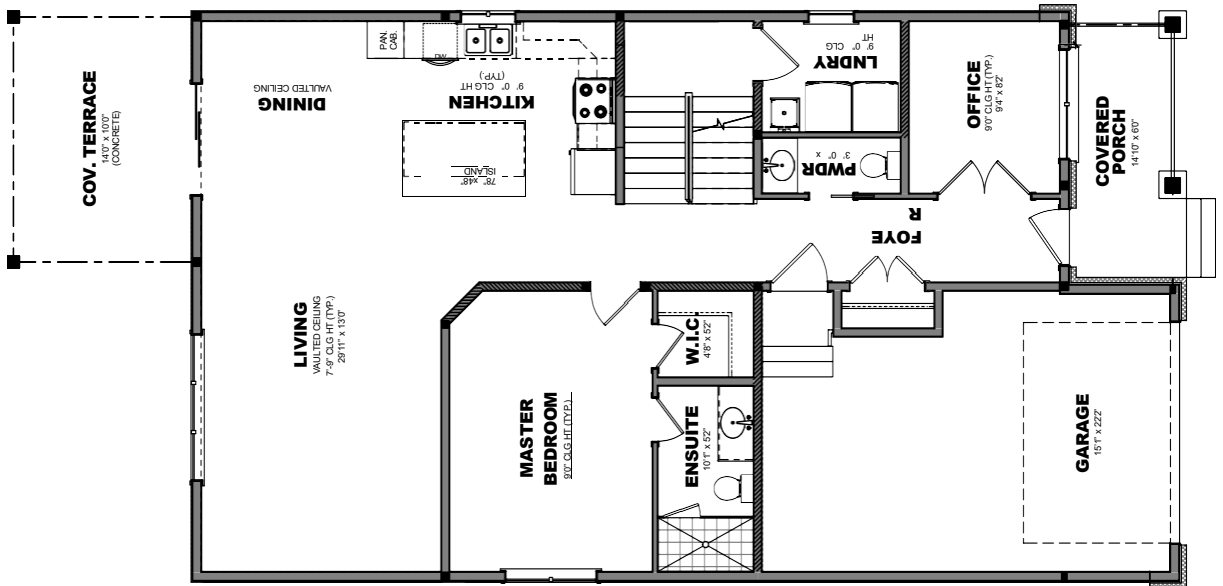 COV. TERRACE
14'0" x 10'0"
(CONCRETE)
DINING
VAULTED CEILING
PAN.
CAB.
DW
KITCHEN
9' 0" CLG HT
(TYP.)
78" x48"
ISLAND
LNDRY
9' 0" CLG
HT
PWDR
3' 0" x
OFFICE
9'0" CLG HT (TYP.)
9'4" x 8'2"
COVERED
PORCH
14'10" x 6'0"
FOYE
R
LIVING
VAULTED CEILING
7'-9" CLG HT (TYP.)
29'11" x 13'0"
MASTER
BEDROOM
9'0" CLG HT (TYP.)
W.I.C.
4'8" x 5'2"
ENSUITE
10'1" x 5'2"
GARAGE
15'1" x 22'2"